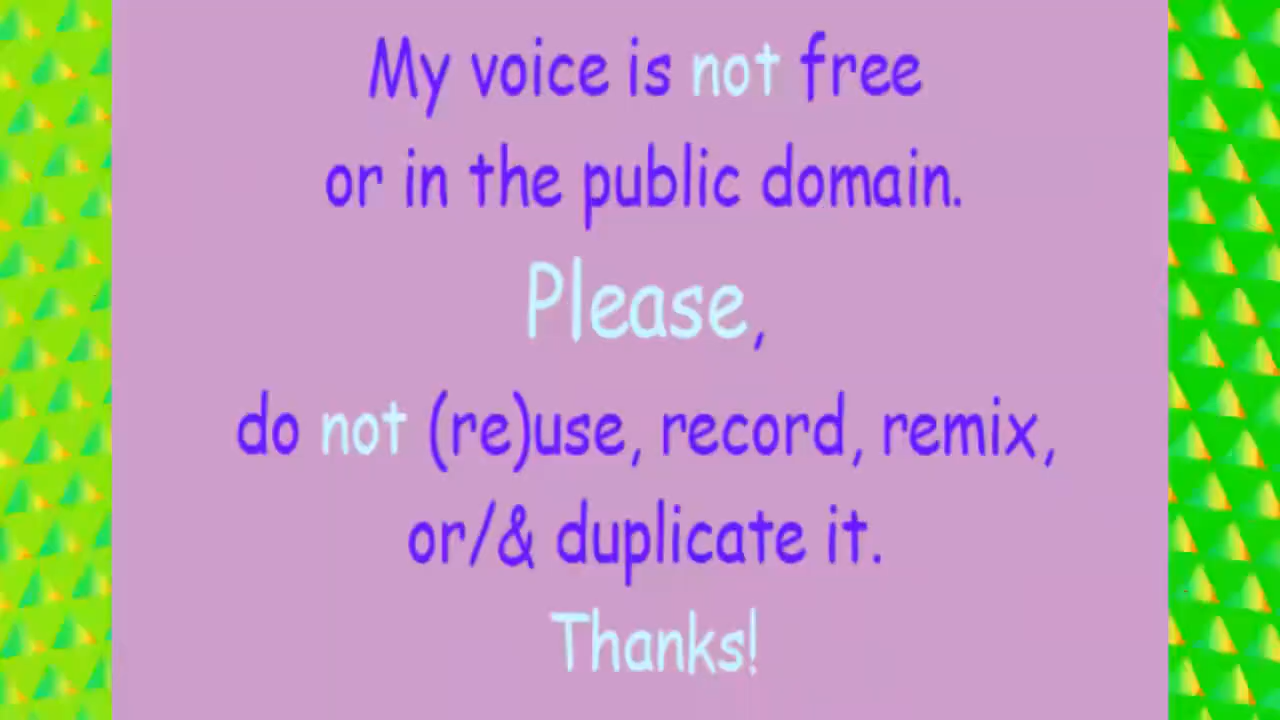 My voice is not free
or in the public domain.
Please,
do not (re)use, record, remix,
or/& duplicate it.
Thanks!